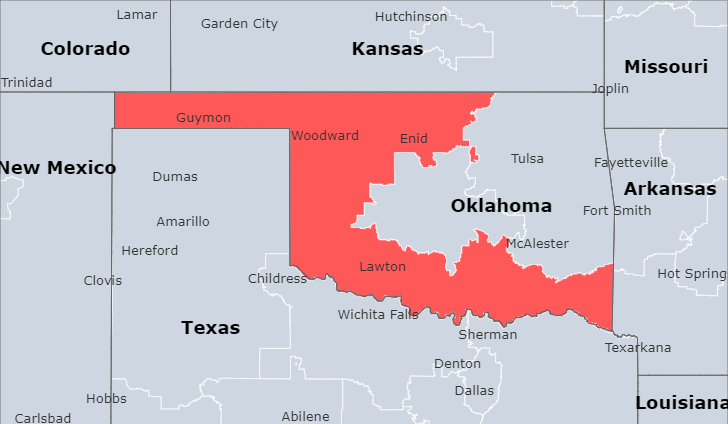 Lamar
Hutchinson
Garden City
Colorado
Kansas
Missouri
Trinidad
Joplin
Guymon
Woodward
Enid
Tulsa
Fayetteville
New Mexico
Dumas
Arkansas
Oklahoma
Fort Smith
Amarillo
McAlester
Hereford
Lawton
Hot Spring
Clovis
Childress
Wichita Falls
Texas
Sherman
Texarkana
Denton
Dallas
Hobbs
Louisiana
Carlsbad
Abilene